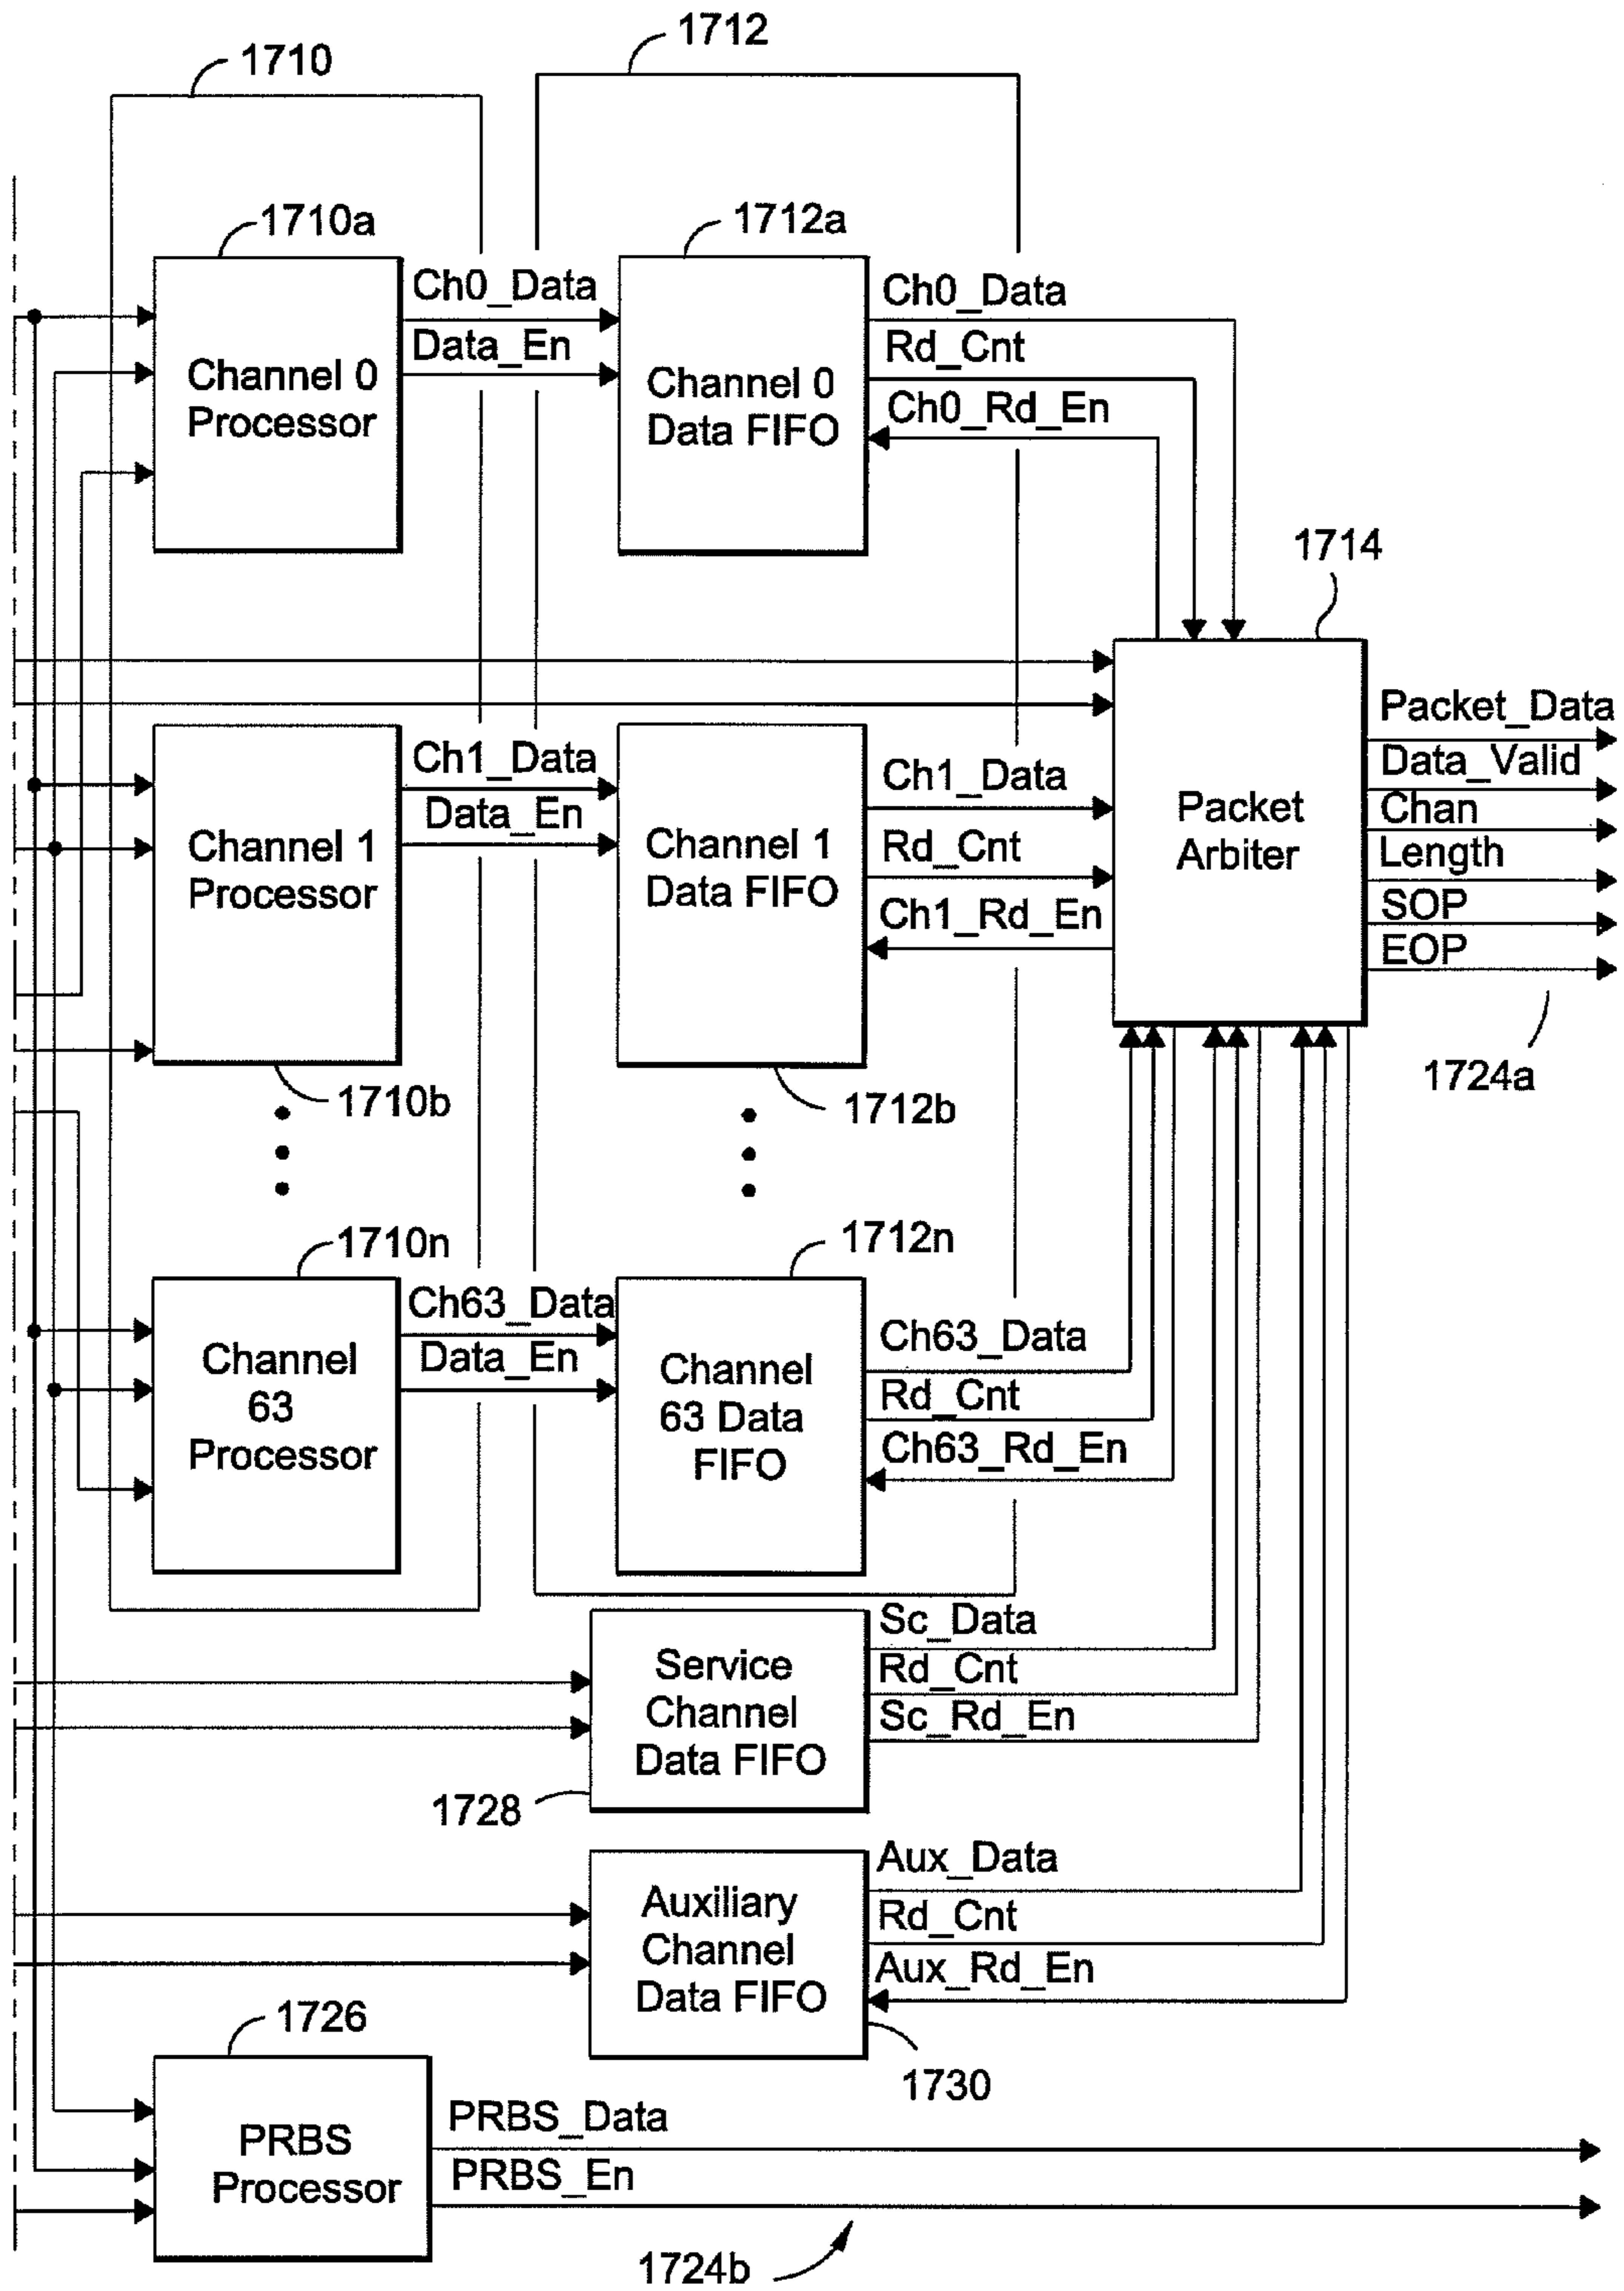 1712
1710
1710a
1712a
Ch0_Data
Data_En
Channel 0
Processor
Channel 0
Data FIFO
Ch0_Data
Rd_Cnt
Ch0_Rd_En
1714
Packet
Arbiter
Packet_Data
Data_Valid
Chan
Length
SOP
EOP
1724a
Ch1_Data
Data_En
Channel 1
Processor
Channel 1
Data FIFO
Ch1_Data
Rd_Cnt
Ch1_Rd_En
1710b
1712b
1710n
1712n
Ch63_Data
Data_En
Channel
63
Processor
Channel
63 Data
FIFO
Ch63_Data
Rd_Cnt
Ch63_Rd_En
Service
Channel
Data FIFO
Sc_Data
Rd_Cnt
Sc_Rd_En
1728
Auxiliary
Channel
Data FIFO
Aux_Data
Rd_Cnt
Aux_Rd_En
1730
1726
PRBS
Processor
PRBS_Data
PRBS_En
1724b